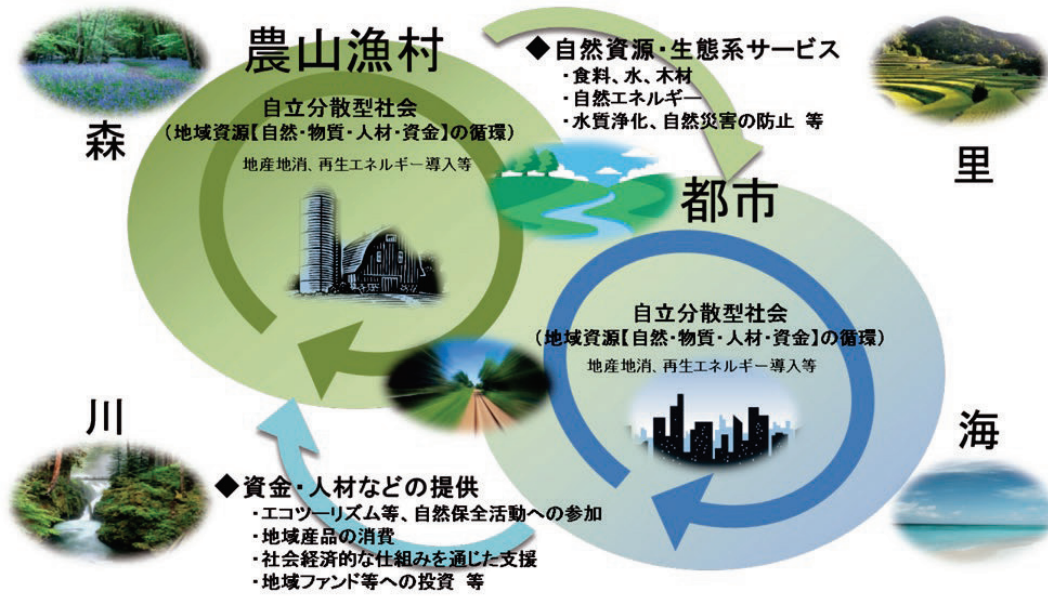 農山漁村
自立分散型社会
（地域資源【自然・物質・人材・資金】の循環）
地産地消、再生エネルギー導入等
◆自然資源・生態系サービス
・食料、水、木材
・自然エネルギー
・水質浄化、自然災害の防止 等
森
里
都市
自立分散型社会
（地域資源【自然・物質・人材・資金】の循環）
地産地消、再生エネルギー導入等
川
海
◆資金・人材などの提供
・エコツーリズム等、自然保全活動への参加
・地域産品の消費
・社会経済的な仕組みを通じた支援
・地域ファンド等への投資 等